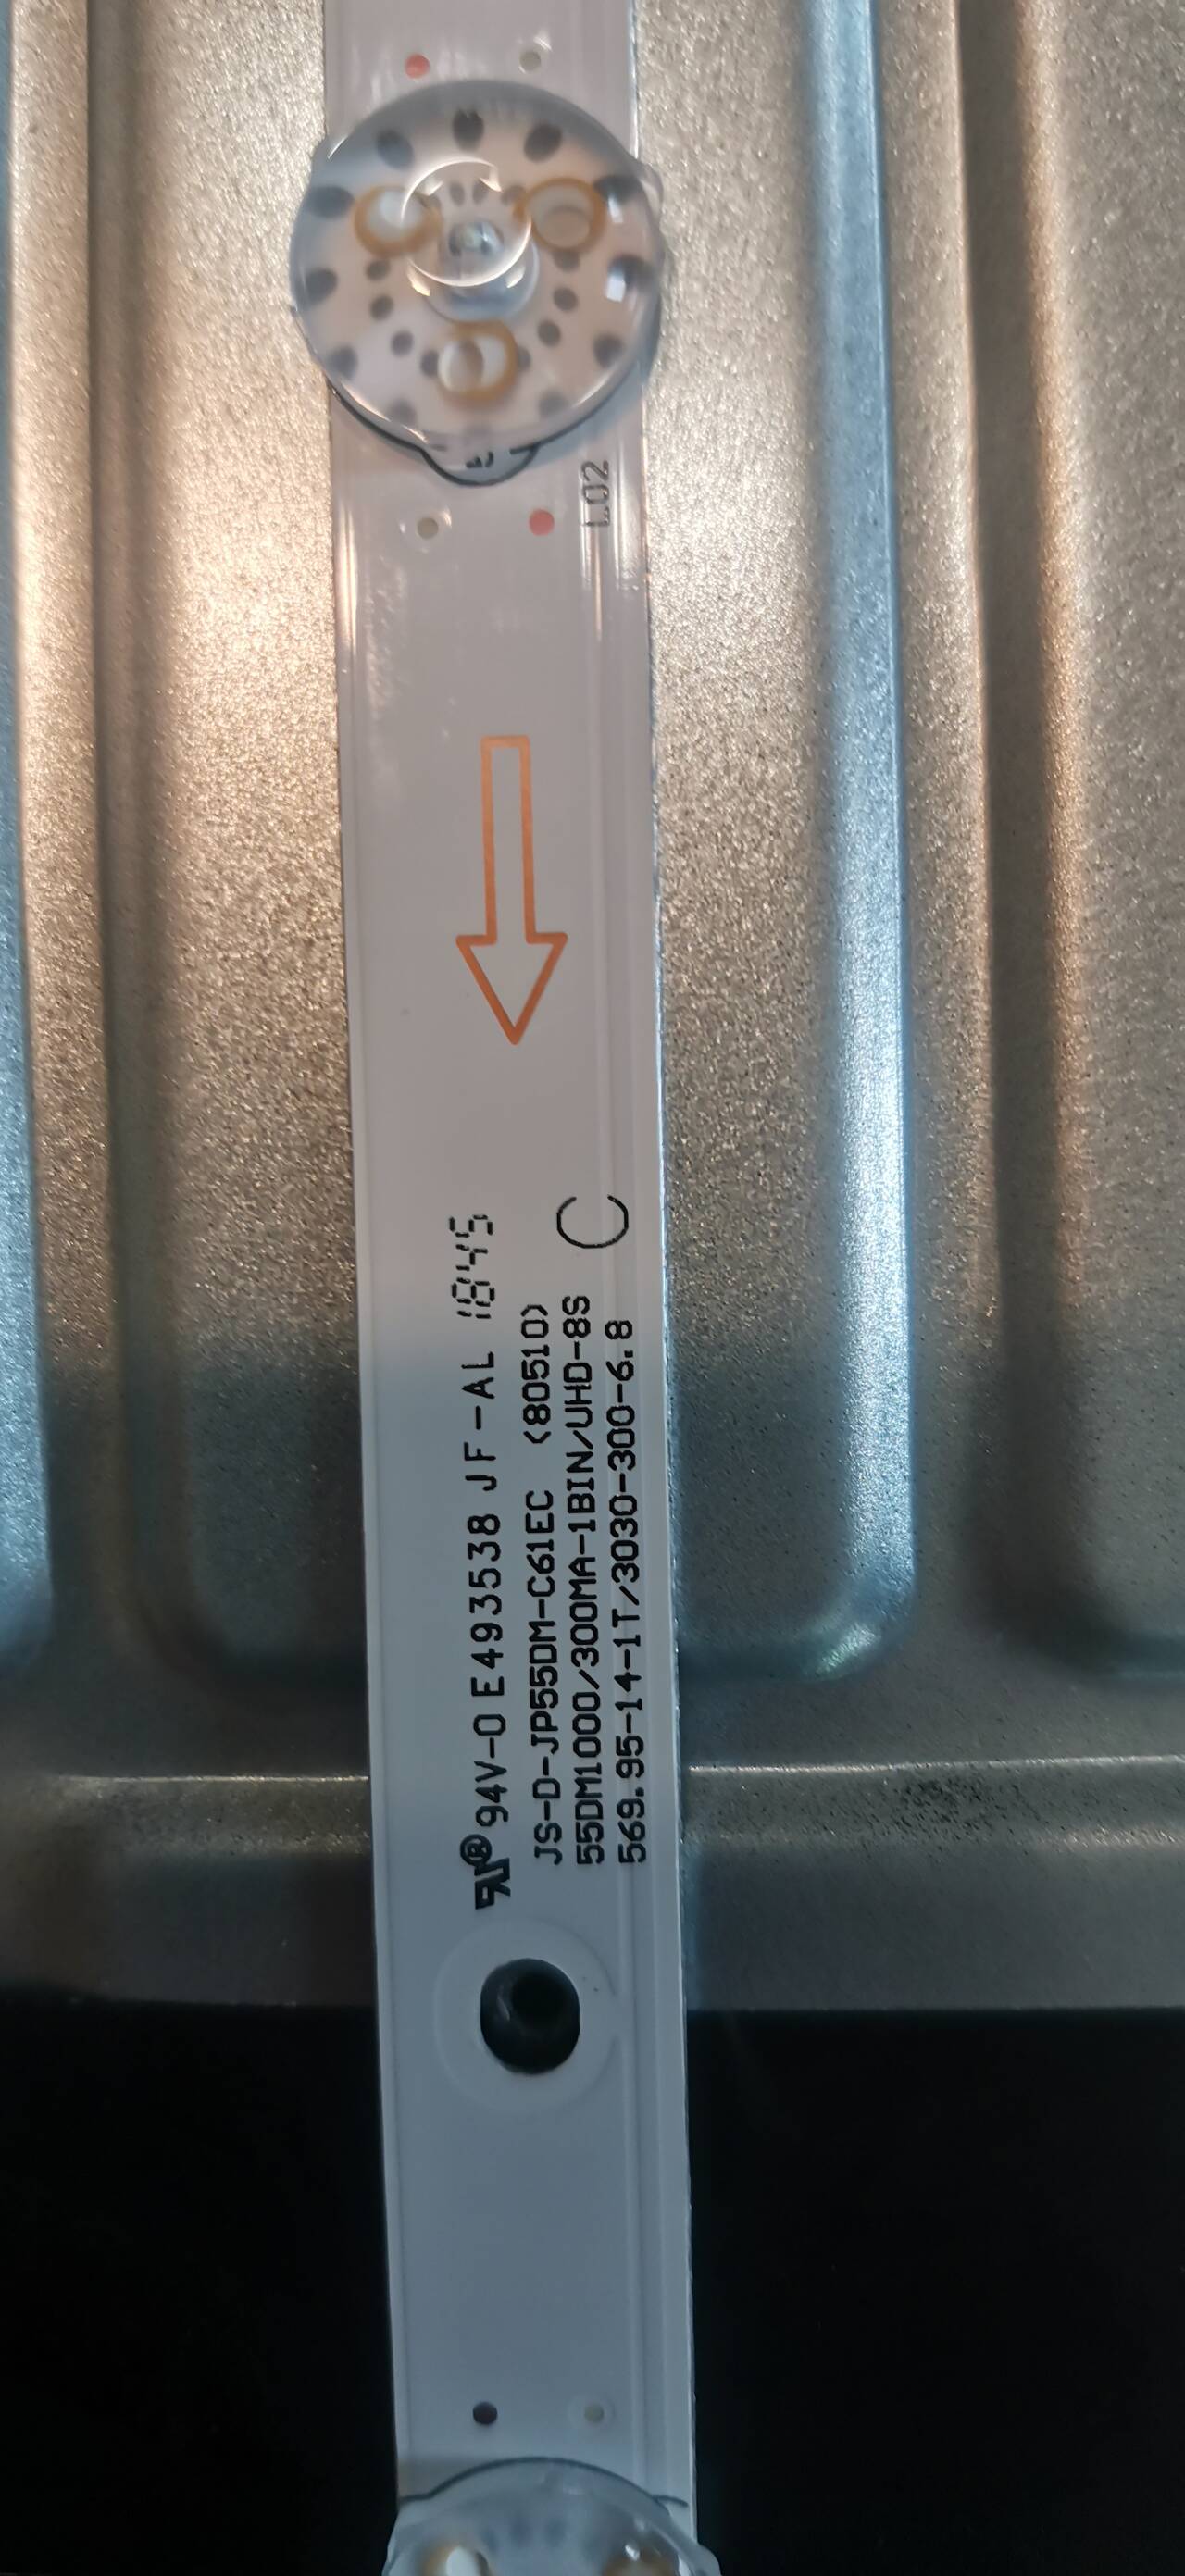 L02
UL® 94V-0 E493538 JF-AL 1845
JS-D-JP55DM-C61EC (80510)
55DM1000/300MA-1BIN/UHD-8S C
569.95-14-1T/3030-300-6.8